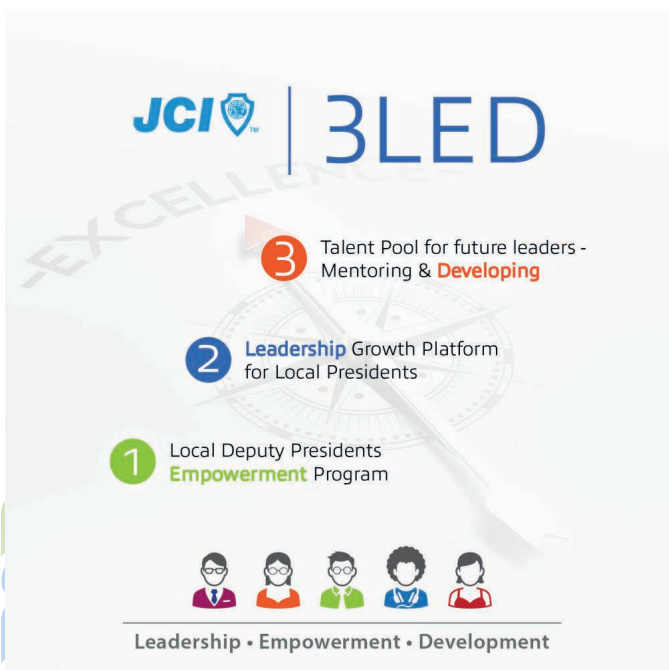 JCI ™ 3LED
EXCELLENCE
3 Talent Pool for future leaders -
Mentoring & Developing
2 Leadership Growth Platform
for Local Presidents
1 Local Deputy Presidents
Empowerment Program
Leadership • Empowerment • Development